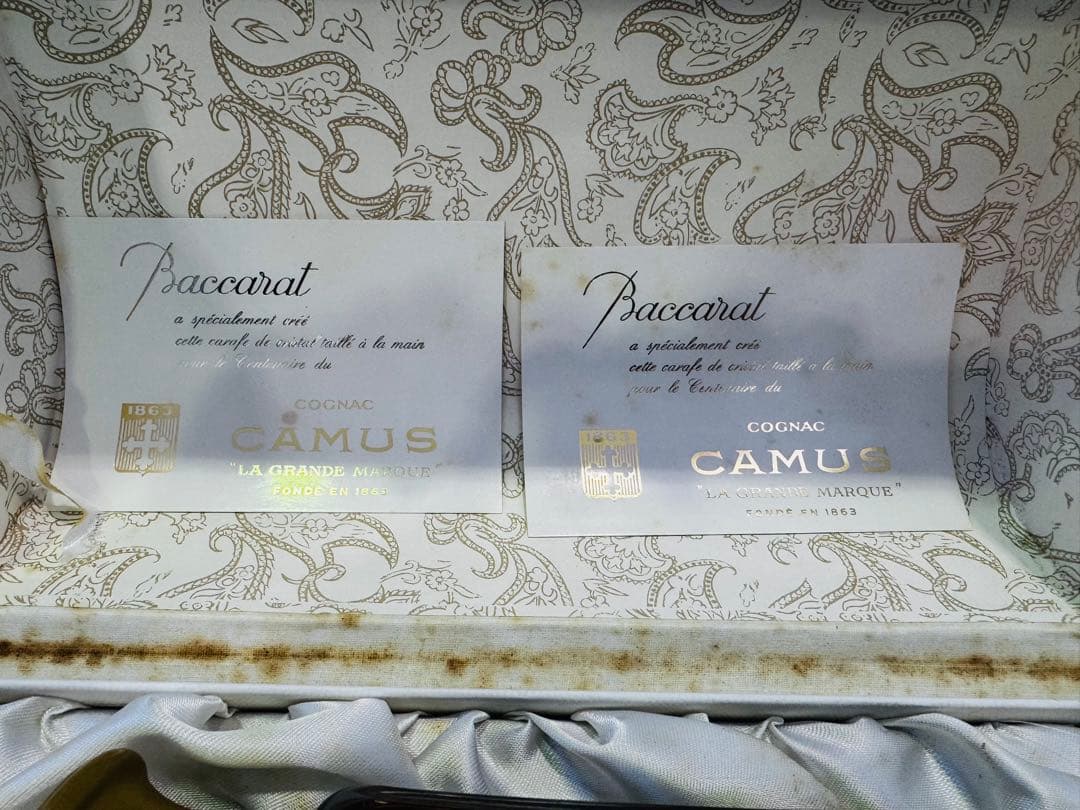 Baccarat
a spécialement créé
cette carafe de cristal taillé à la main
pour le Centenaire du
1863
COGNAC
CAMUS
"LA GRANDE MARQUE"
FONDÉ EN 1863
Baccarat
a spécialement créé
cette carafe de cristal taillé à la main
pour le Centenaire du
1863
COGNAC
CAMUS
"LA GRANDE MARQUE"
FONDÉ EN 1863